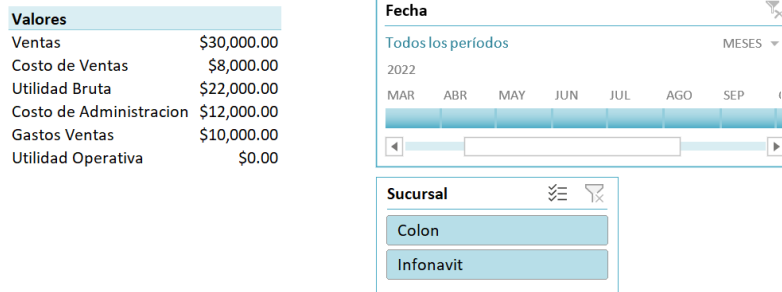 Valores
Ventas $30,000.00
Costo de Ventas $8,000.00
Utilidad Bruta $22,000.00
Costo de Administracion $12,000.00
Gastos Ventas $10,000.00
Utilidad Operativa $0.00
Fecha
Todos los períodos MESES
2022
MAR ABR MAY JUN JUL AGO SEP
Sucursal
Colon
Infonavit